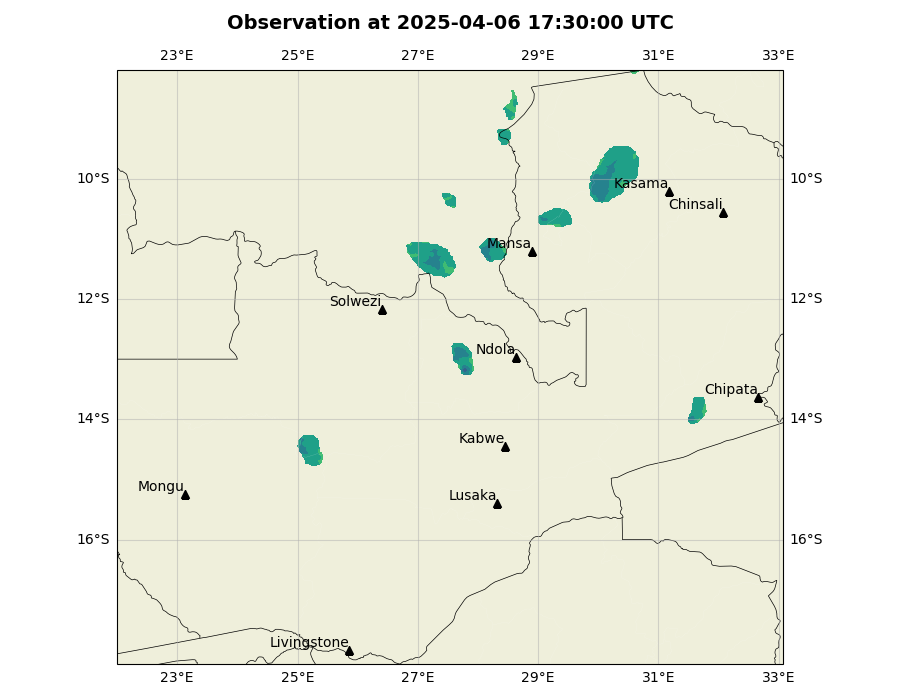 Observation at 2025-04-06 17:30:00 UTC
23°E 25°E 27°E 29°E 31°E 33°E
10°S 10°S
Kasama
Chinsali
Mansa
12°S 12°S
Solwezi
Ndola
Chipata
14°S 14°S
Kabwe
Mongu
Lusaka
16°S 16°S
Livingstone
23°E 25°E 27°E 29°E 31°E 33°E